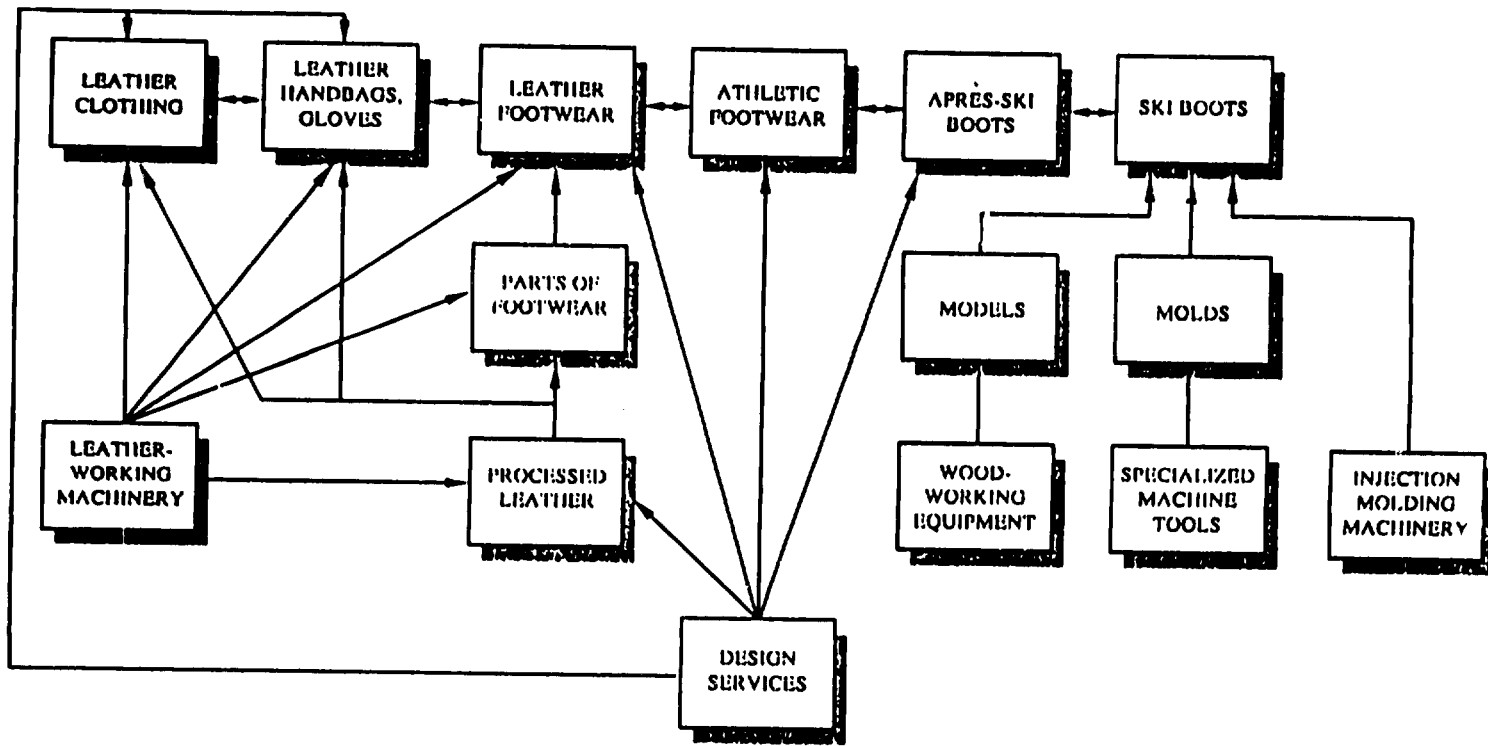 LEATHER
CLOTHING
LEATHER
HANDBAGS,
GLOVES
LEATHER
FOOTWEAR
ATHLETIC
FOOTWEAR
APRÈS-SKI
BOOTS
SKI BOOTS
PARTS OF
FOOTWEAR
MODELS
MOLDS
LEATHER-
WORKING
MACHINERY
PROCESSED
LEATHER
WOOD-
WORKING
EQUIPMENT
SPECIALIZED
MACHINE
TOOLS
INJECTION
MOLDING
MACHINERY
DESIGN
SERVICES